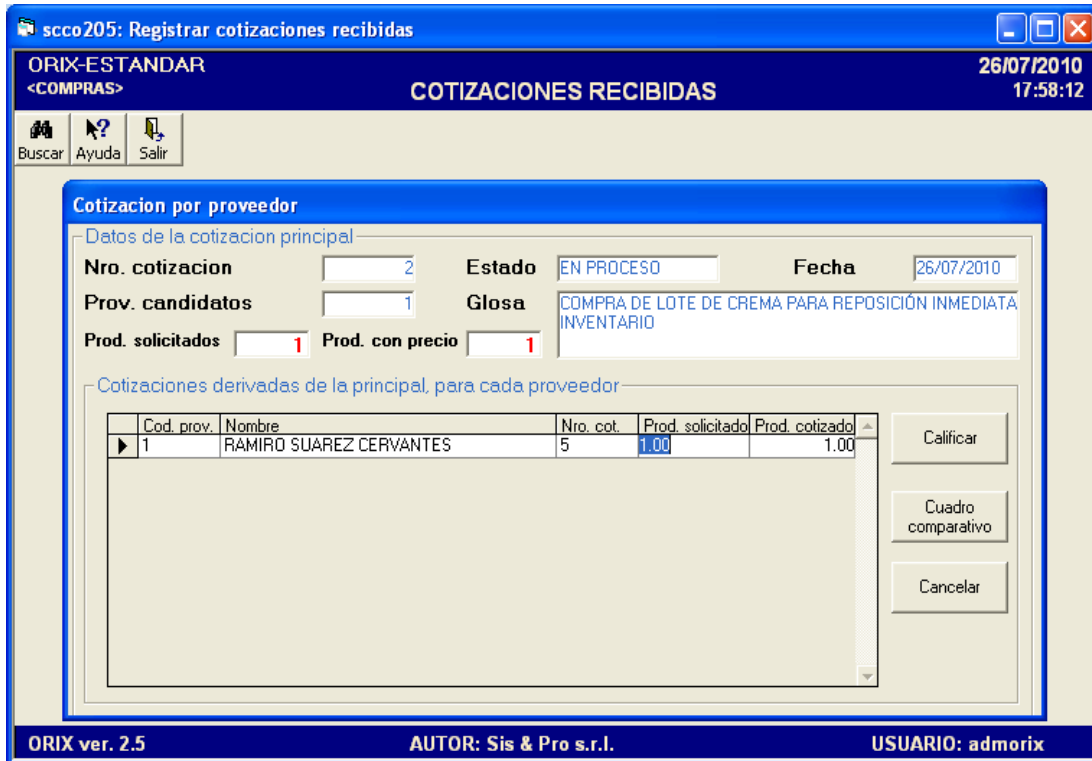 scco205: Registrar cotizaciones recibidas
ORIX-ESTANDAR
26/07/2010
<COMPRAS>
COTIZACIONES RECIBIDAS
17:58:12
Buscar Ayuda Salir
Cotizacion por proveedor
Datos de la cotizacion principal
Nro. cotizacion 2 Estado EN PROCESO Fecha 26/07/2010
Prov. candidatos 1 Glosa COMPRA DE LOTE DE CREMA PARA REPOSICIÓN INMEDIATA
INVENTARIO
Prod. solicitados 1 Prod. con precio 1
Cotizaciones derivadas de la principal, para cada proveedor
Cod. prov. Nombre Nro. cot. Prod. solicitado Prod. cotizado
1 RAMIRO SUAREZ CERVANTES 5 1.00 1.00
Calificar
Cuadro
comparativo
Cancelar
ORIX ver. 2.5 AUTOR: Sis & Pro s.r.l. USUARIO: admorix